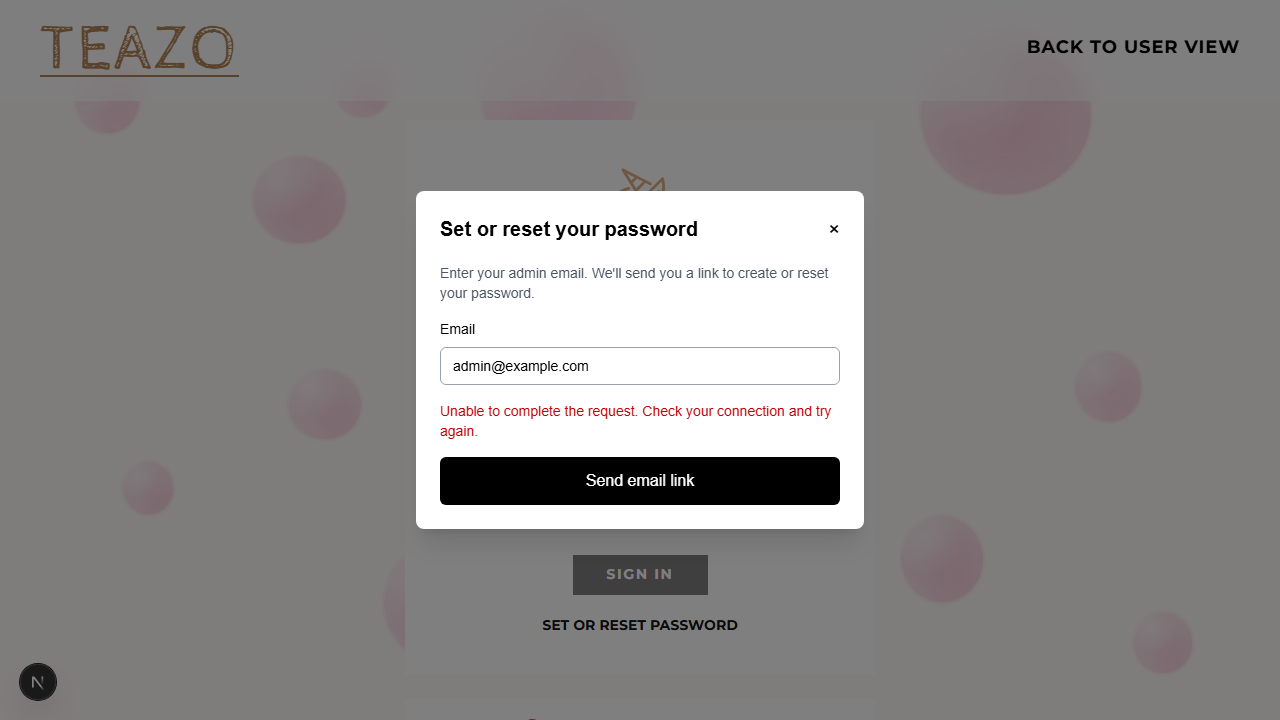 TEAZO
BACK TO USER VIEW
Set or reset your password
×
Enter your admin email. We'll send you a link to create or reset
your password.
Email
admin@example.com
Unable to complete the request. Check your connection and try
again.
Send email link
SIGN IN
SET OR RESET PASSWORD
N